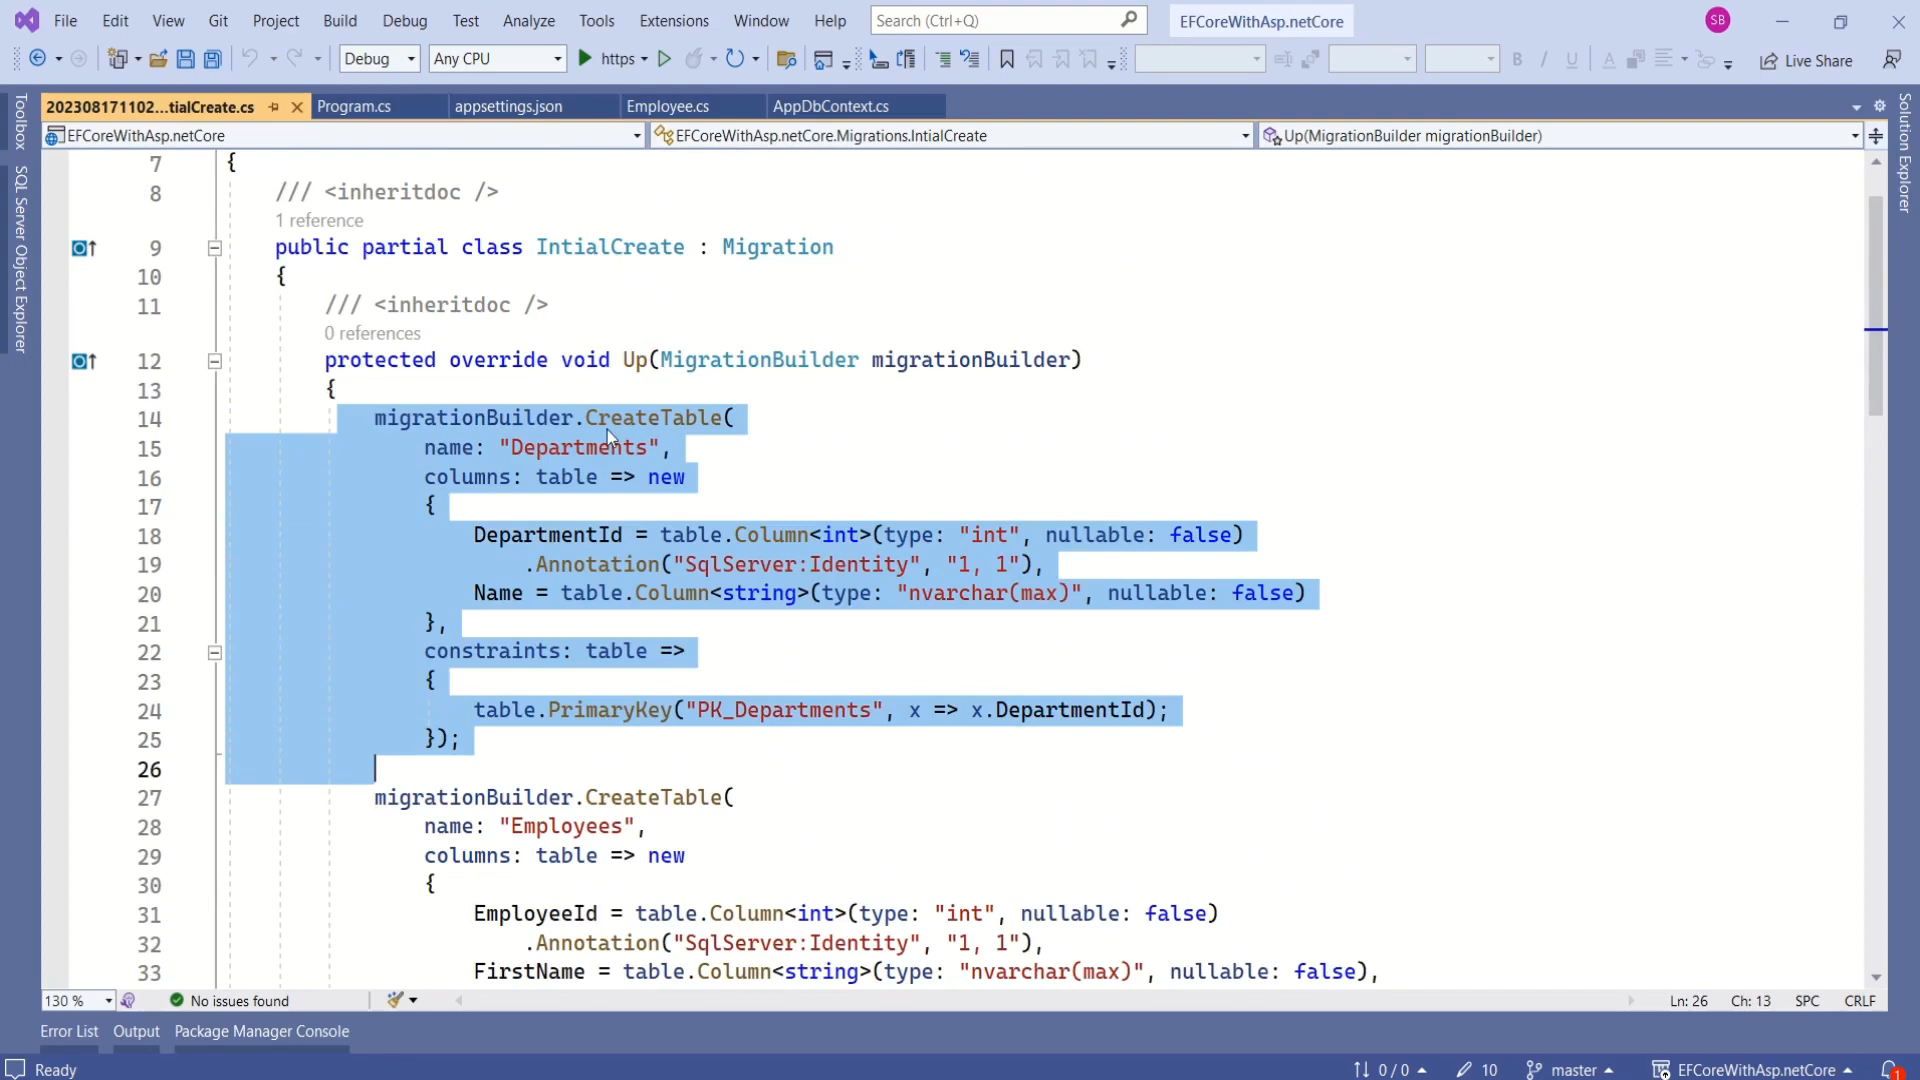 File Edit View Git Project Build Debug Test Analyze Tools Extensions Window Help Search (Ctrl+Q) EFCoreWithAsp.netCore SB
Debug Any CPU https Live Share
202308171102...tialCreate.cs Program.cs appsettings.json Employee.cs AppDbContext.cs
EFCoreWithAsp.netCore EFCoreWithAsp.netCore.Migrations.IntialCreate Up(MigrationBuilder migrationBuilder)
Toolbox
SQL Server Object Explorer
Solution Explorer
7 {
8 /// <inheritdoc />
1 reference
9 public partial class IntialCreate : Migration
10 {
11 /// <inheritdoc />
0 references
12 protected override void Up(MigrationBuilder migrationBuilder)
13 {
14 migrationBuilder.CreateTable(
15 name: "Departments",
16 columns: table => new
17 {
18 DepartmentId = table.Column<int>(type: "int", nullable: false)
19 .Annotation("SqlServer:Identity", "1, 1"),
20 Name = table.Column<string>(type: "nvarchar(max)", nullable: false)
21 },
22 constraints: table =>
23 {
24 table.PrimaryKey("PK_Departments", x => x.DepartmentId);
25 });
26
27 migrationBuilder.CreateTable(
28 name: "Employees",
29 columns: table => new
30 {
31 EmployeeId = table.Column<int>(type: "int", nullable: false)
32 .Annotation("SqlServer:Identity", "1, 1"),
33 FirstName = table.Column<string>(type: "nvarchar(max)", nullable: false),
130 % No issues found Ln: 26 Ch: 13 SPC CRLF
Error List Output Package Manager Console
Ready 0 / 0 10 master EFCoreWithAsp.netCore 1